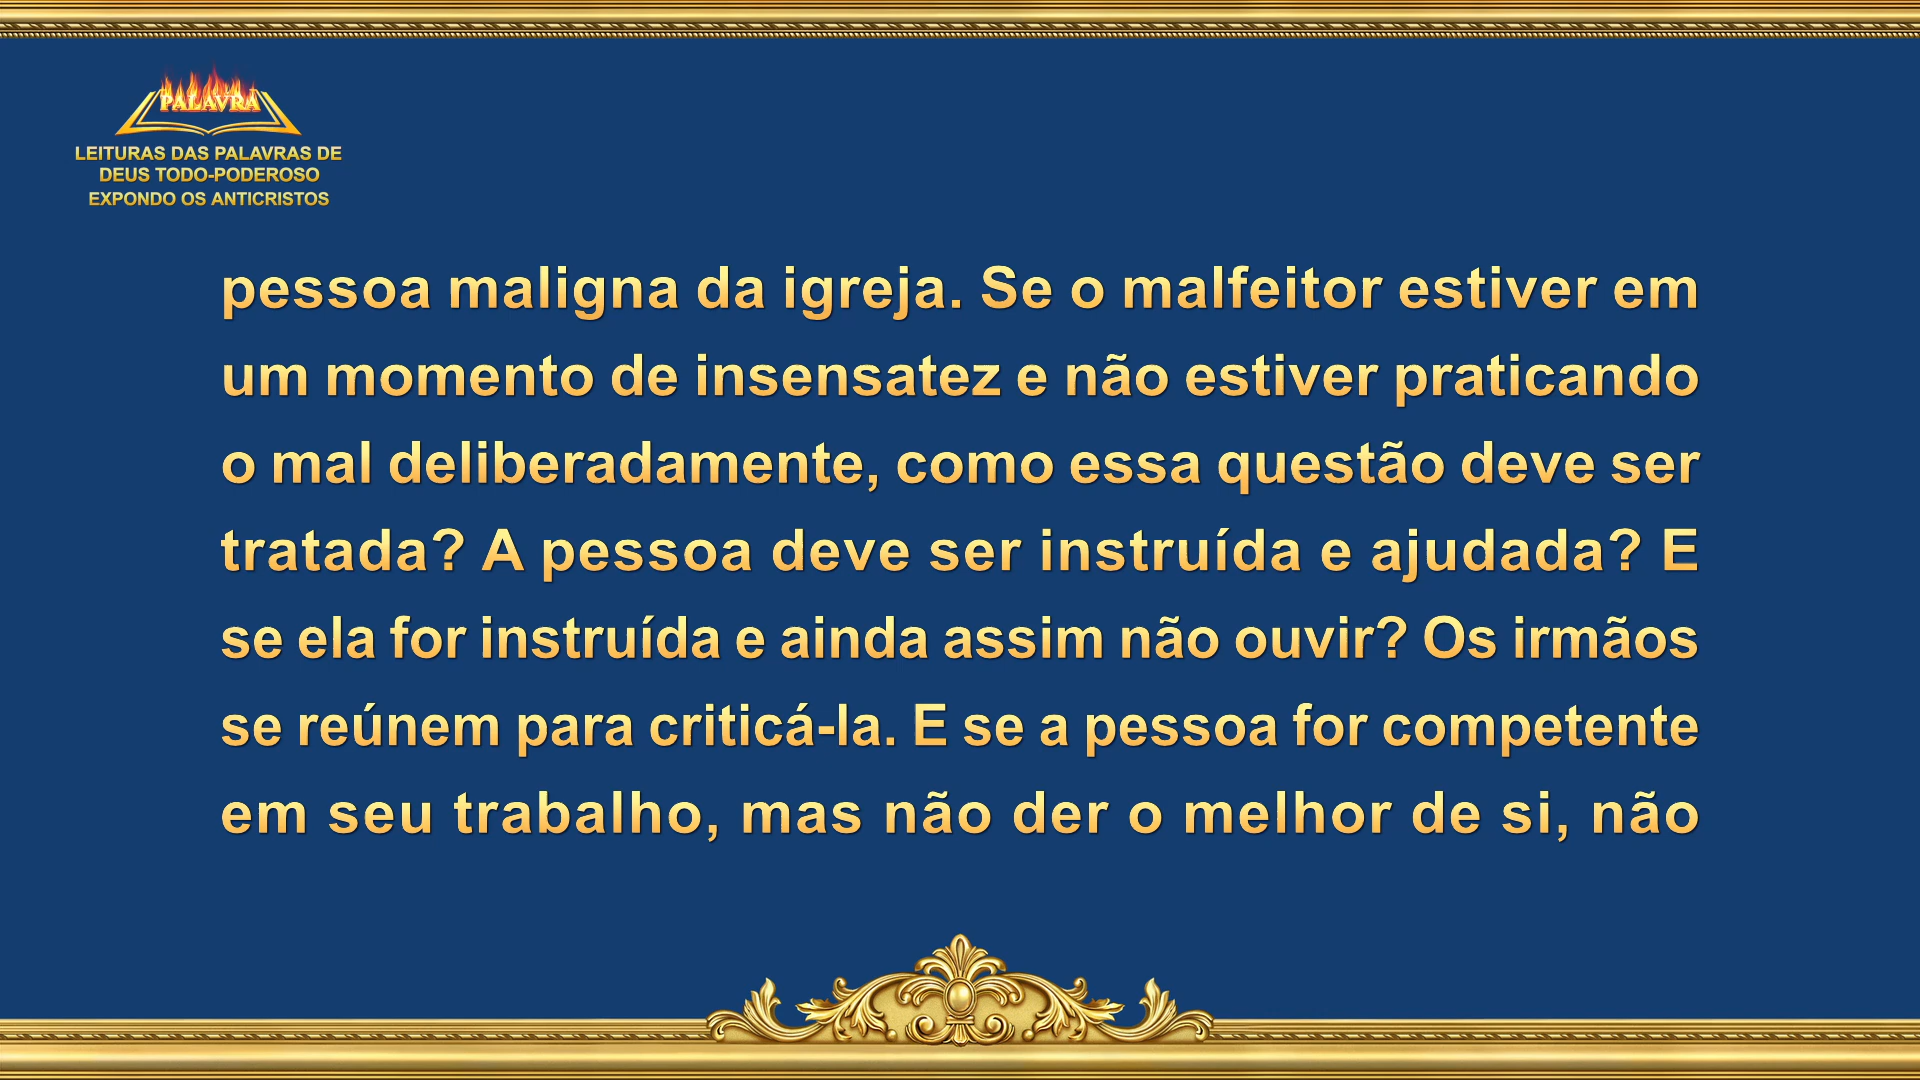 PALAVRA
LEITURAS DAS PALAVRAS DE
DEUS TODO-PODEROSO
EXPONDO OS ANTICRISTOS
pessoa maligna da igreja. Se o malfeitor estiver em
um momento de insensatez e não estiver praticando
o mal deliberadamente, como essa questão deve ser
tratada? A pessoa deve ser instruída e ajudada? E
se ela for instruída e ainda assim não ouvir? Os irmãos
se reúnem para criticá-la. E se a pessoa for competente
em seu trabalho, mas não der o melhor de si, não